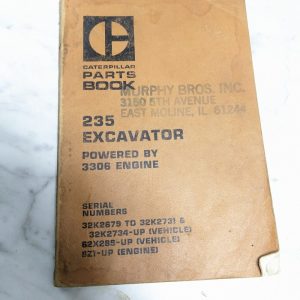 CATERPILLAR
PARTS
BOOK
MURPHY BROS. INC.
3150 5TH AVENUE
EAST MOLINE, IL 61244
235
EXCAVATOR
POWERED BY
3306 ENGINE
SERIAL
NUMBERS
32K2679 TO 32K2731 &
32K2734-UP (VEHICLE)
62X285-UP (VEHICLE)
8Z1-UP (ENGINE)